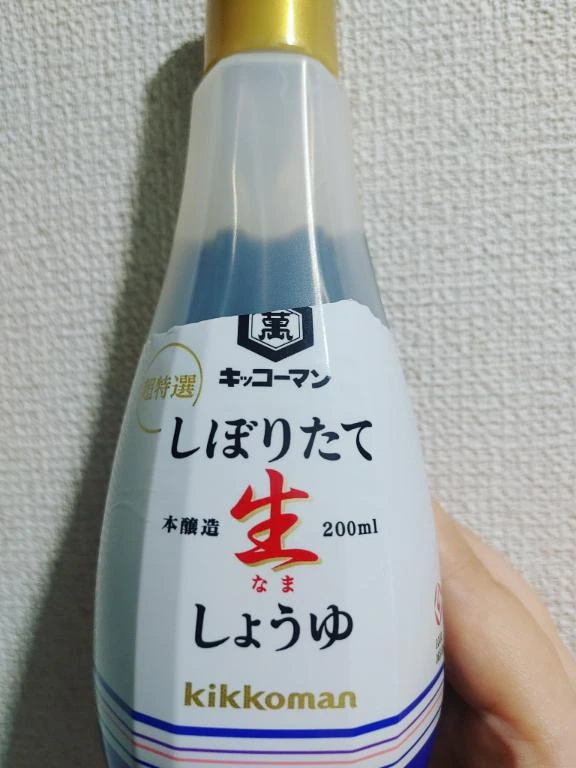 萬
キッコーマン
超特選
しぼりたて
本醸造
生
200ml
なま
しょうゆ
kikkoman